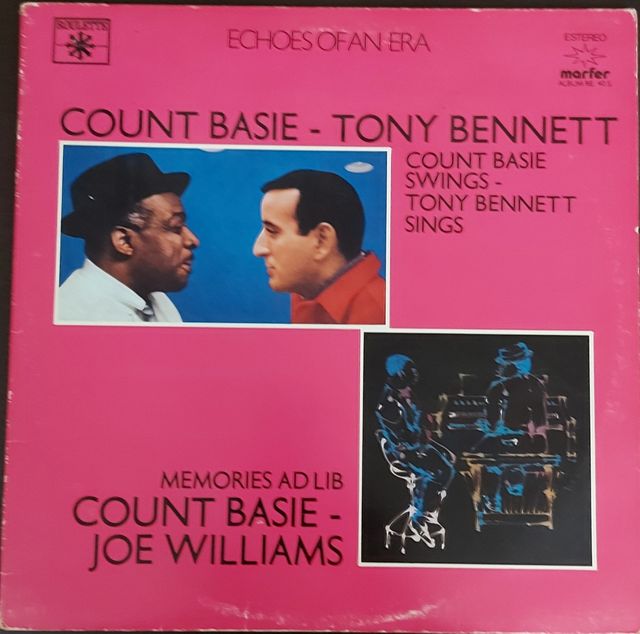 ROULETTE
ECHOES OF AN ERA
ESTEREO
marfer
COUNT BASIE - TONY BENNETT
COUNT BASIE
SWINGS -
TONY BENNETT
SINGS
MEMORIES AD LIB
COUNT BASIE -
JOE WILLIAMS